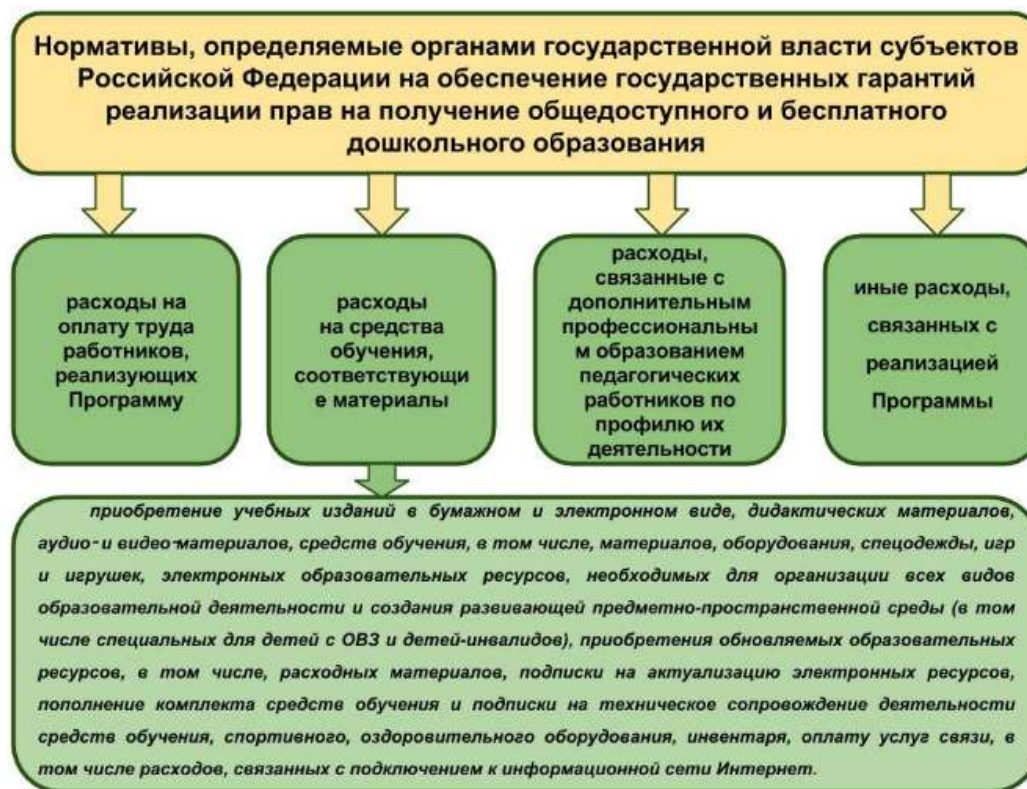 Нормативы, определяемые органами государственной власти субъектов
Российской Федерации на обеспечение государственных гарантий
реализации прав на получение общедоступного и бесплатного
дошкольного образования
расходы на
оплату труда
работников,
реализующих
Программу
расходы
на средства
обучения,
соответствующи
е материалы
расходы,
связанные с
дополнительным
профессиональны
м образованием
педагогических
работников по
профилю их
деятельности
иные расходы,
связанных с
реализацией
Программы
приобретение учебных изданий в бумажном и электронном виде, дидактических материалов,
аудио-и видео-материалов, средств обучения, в том числе, материалов, оборудования, спецодежды, игр
и игрушек, электронных образовательных ресурсов, необходимых для организации всех видов
образовательной деятельности и создания развивающей предметно-пространственной среды (в том
числе специальных для детей с ОВЗ и детей-инвалидов), приобретения обновляемых образовательных
ресурсов, в том числе, расходных материалов, подписки на актуализацию электронных ресурсов,
пополнение комплекта средств обучения и подписки на техническое сопровождение деятельности
средств обучения, спортивного, оздоровительного оборудования, инвентаря, оплату услуг связи, в
том числе расходов, связанных с подключением к информационной сети Интернет.